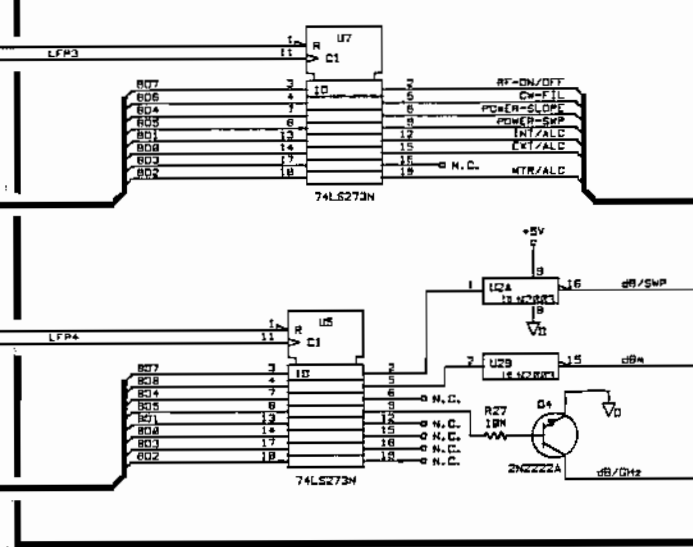 U7
1
R
LFP3
11
C1
BD7 3 1D 2 RF-ON/OFF
BD6 4 5 CW-FIL
BD4 7 6 POWER-SLOPE
BD5 8 9 POWER-SWP
BD1 13 12 INT/ALC
BD0 14 15 EXT/ALC
BD3 17 16 N.C.
BD2 18 19 MTR/ALC
74LS273N
+5V
9
1 U2A 16 dB/SWP
ULN2003
8
D
U5
1
R
LFP4
11
C1
2 U2B 15 dBm
ULN2003
BD7 3 1D 2
BD6 4 5
BD4 7 6 N.C.
BD5 8 9
BD1 13 12 N.C.
BD0 14 15 N.C.
BD3 17 16 N.C.
BD2 18 19 N.C.
R27
Q4
D
2N2222A
dB/GHz
74LS273N